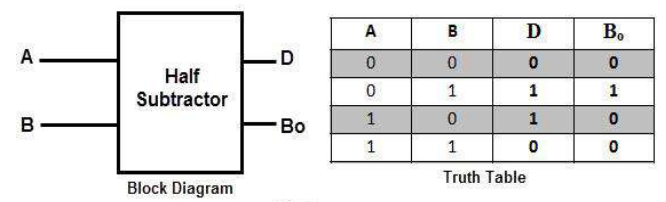 A
B
Half
Subtractor
D
Bo
Block Diagram
A B D Bₒ
0 0 0 0
0 1 1 1
1 0 1 0
1 1 0 0
Truth Table